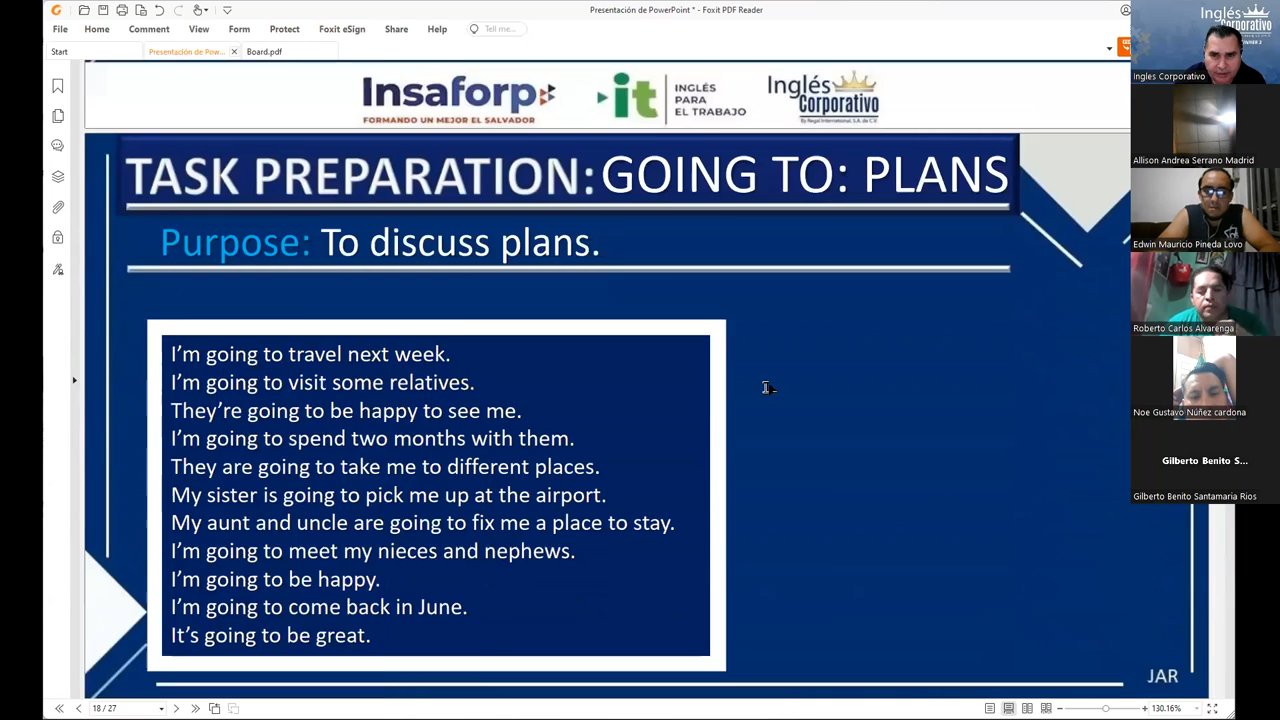 Presentación de PowerPoint * - Foxit PDF Reader
File Home Comment View Form Protect Foxit eSign Share Help Tell me...
Start Presentación de Pow... Board.pdf
Insaforp
FORMANDO UN MEJOR EL SALVADOR
it INGLÉS PARA EL TRABAJO
Inglés
Corporativo
By Regal International, S.A. de C.V.
TASK PREPARATION: GOING TO: PLANS
Purpose: To discuss plans.
I'm going to travel next week.
I'm going to visit some relatives.
They're going to be happy to see me.
I'm going to spend two months with them.
They are going to take me to different places.
My sister is going to pick me up at the airport.
My aunt and uncle are going to fix me a place to stay.
I'm going to meet my nieces and nephews.
I'm going to be happy.
I'm going to come back in June.
It's going to be great.
JAR
18 / 27
130.16%
Inglés
Corporativo
Ingles Corporativo
Allison Andrea Serrano Madrid
Edwin Mauricio Pineda Lovo
Roberto Carlos Alvarenga
Noe Gustavo Núñez cardona
Gilberto Benito S...
Gilberto Benito Santamaria Rios